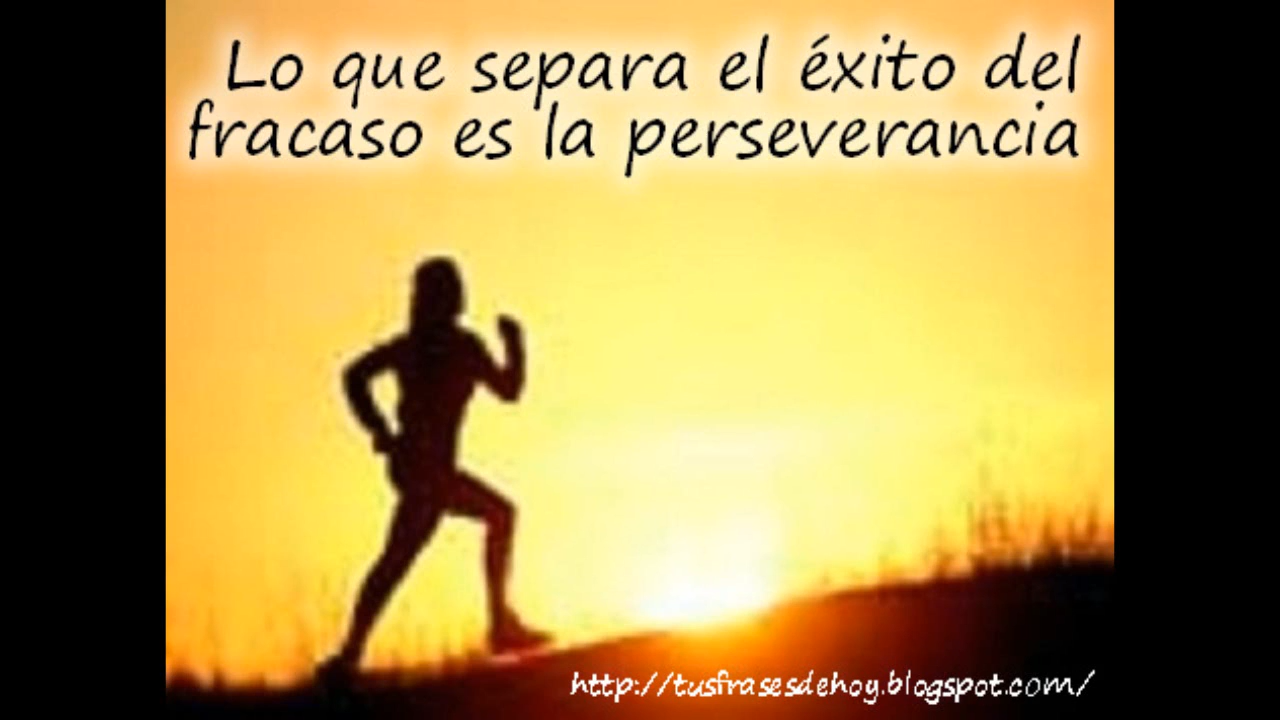 Lo que separa el éxito del
fracaso es la perseverancia
http://tusfrasesdehoy.blogspot.com/